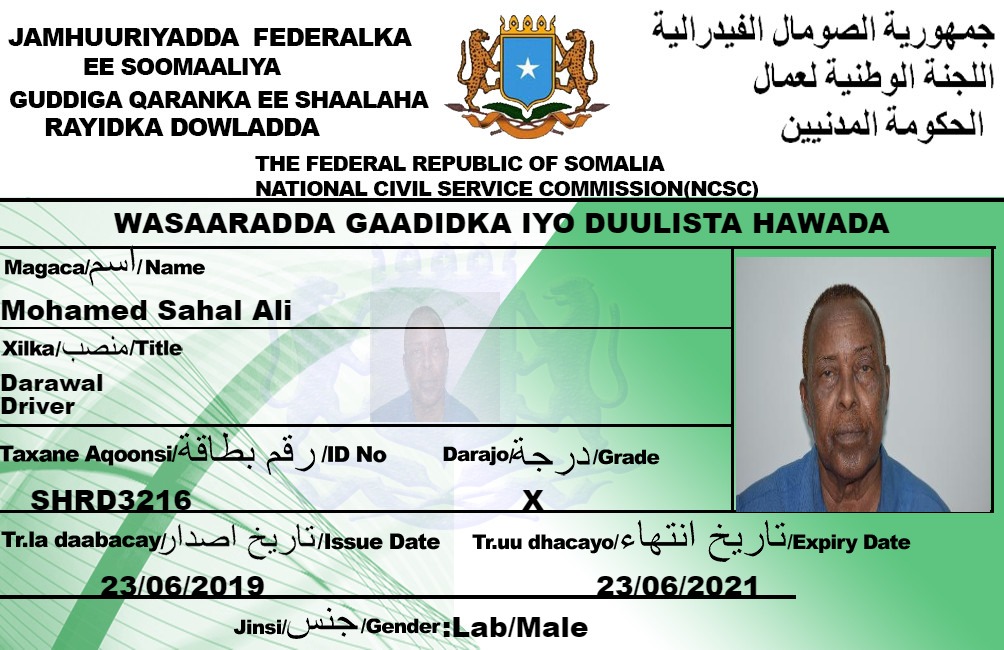 JAMHUURIYADDA FEDERALKA
EE SOOMAALIYA
GUDDIGA QARANKA EE SHAALAHA
RAYIDKA DOWLADDA
جمهورية الصومال الفيدرالية
اللجنة الوطنية لعمال
الحكومة المدنيين
THE FEDERAL REPUBLIC OF SOMALIA
NATIONAL CIVIL SERVICE COMMISSION(NCSC)
WASAARADDA GAADIDKA IYO DUULISTA HAWADA
Magaca/اسم/Name
Mohamed Sahal Ali
Xilka/منصب/Title
Darawal
Driver
Taxane Aqoonsi/رقم بطاقة/ID No
SHRD3216
Darajo/درجة/Grade
X
Tr.la daabacay/تاريخ اصدار/Issue Date
23/06/2019
Tr.uu dhacayo/تاريخ انتهاء/Expiry Date
23/06/2021
Jinsi/جنس/Gender:Lab/Male